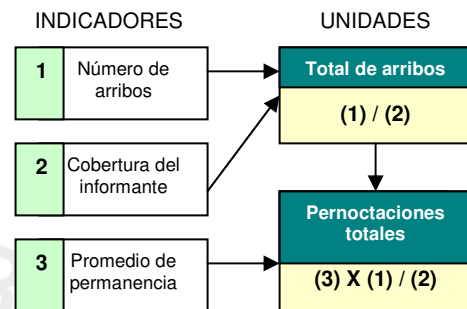 INDICADORES
UNIDADES
1
Número de
arribos
Total de arribos
(1) / (2)
2
Cobertura del
informante
Pernoctaciones
totales
3
Promedio de
permanencia
(3) X (1) / (2)